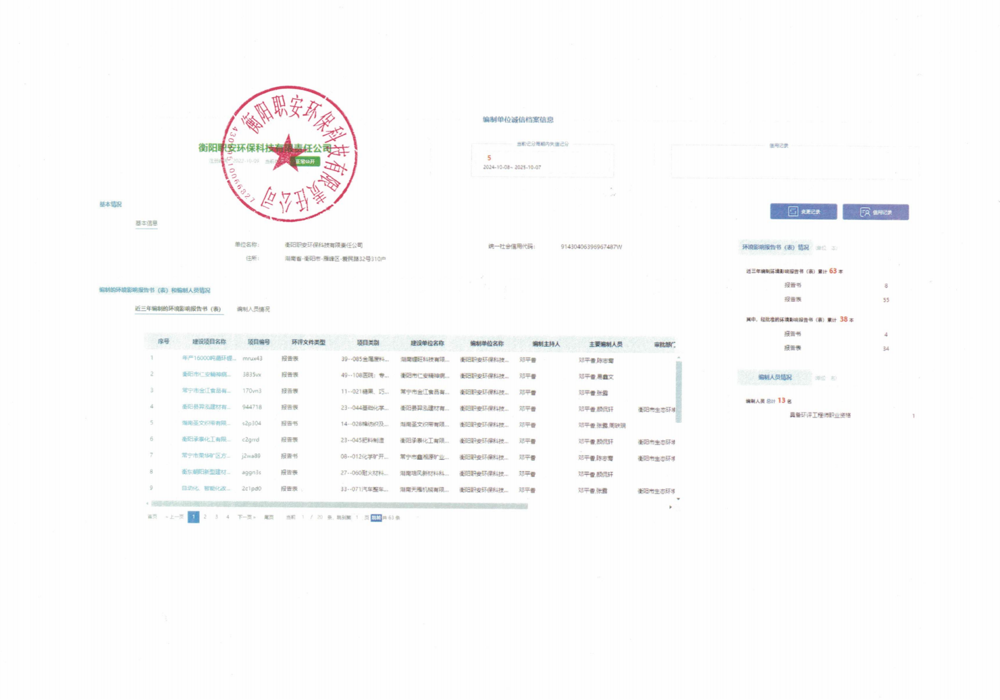 编制单位诚信档案信息
衡阳职安环保科技有限责任公司
注册时间 2022-10-09 当前 正常公开
衡阳职安环保科技有限责任公司
当前记分周期内失信记分
5
2024-10-08~ 2025-10-07
信用记录
基本情况
变更记录 信用记录
基本信息
单位名称: 衡阳职安环保科技有限责任公司
统一社会信用代码: 91430406396967487W
住所: 湖南省-衡阳市-雁峰区-爱民路32号310户
编制的环境影响报告书（表）和编制人员情况
近三年编制的环境影响报告书（表） 编制人员情况
序号 建设项目名称 项目编号 环评文件类型 项目类别 建设单位名称 编制单位名称 编制主持人 主要编制人员 审批部门
1 年产16000吨循环锂... mrux43 报告表 39--085金属废料... 湖南锂旺科技有限... 衡阳职安环保科技... 邓平香 邓平香,陈志鸾
2 衡阳市仁安精神病... 3835vx 报告表 49--108医院；专... 衡阳市仁安精神病... 衡阳职安环保科技... 邓平香 邓平香,易鑫文
3 常宁市金江食品有... 170vn3 报告表 11--021糖果、巧... 常宁市金江食品有... 衡阳职安环保科技... 邓平香 邓平香,张露
4 衡阳县羿泓建材有... 944718 报告表 23--044基础化学... 衡阳县羿泓建材有... 衡阳职安环保科技... 邓平香 邓平香,颜侃轩 衡阳市生态环境
5 湖南圣文织带有限... s2p304 报告书 14--028棉纺织及... 湖南圣文织带有限... 衡阳职安环保科技... 邓平香 邓平香,张露,周
6 衡阳承泰化工有限... c2grrd 报告表 23--045肥料制造 衡阳承泰化工有限... 衡阳职安环保科技... 邓平香 邓平香,颜侃轩 衡阳市生态环境
7 常宁市荣华矿区方... j2wa89 报告书 08--012化学矿开... 常宁市鑫湘源矿业... 衡阳职安环保科技... 邓平香 邓平香,陈志鸾 衡阳市生态环境
8 衡东朝阳新型建材... aggn3s 报告表 27--060耐火材料... 湖南培风新材料科... 衡阳职安环保科技... 邓平香 邓平香,颜侃轩
9 自动化、智能化改... 2c1pd0 报告表 33--071汽车整车... 湖南天雁机械有限... 衡阳职安环保科技... 邓平香 邓平香,张露 衡阳市生态环境
首页 «上一页 1 2 3 4 下一页» 尾页 当前 1 / 20 条, 跳到第 1 页 跳转 共 63 条
环境影响报告书（表）情况 （单位：本）
近三年编制环境影响报告书（表）累计 63 本
报告书 8
报告表 55
其中，经批准的环境影响报告书（表）累计 38 本
报告书 4
报告表 34
编制人员情况 （单位：名）
编制人员 总计 13 名
具备环评工程师职业资格 1